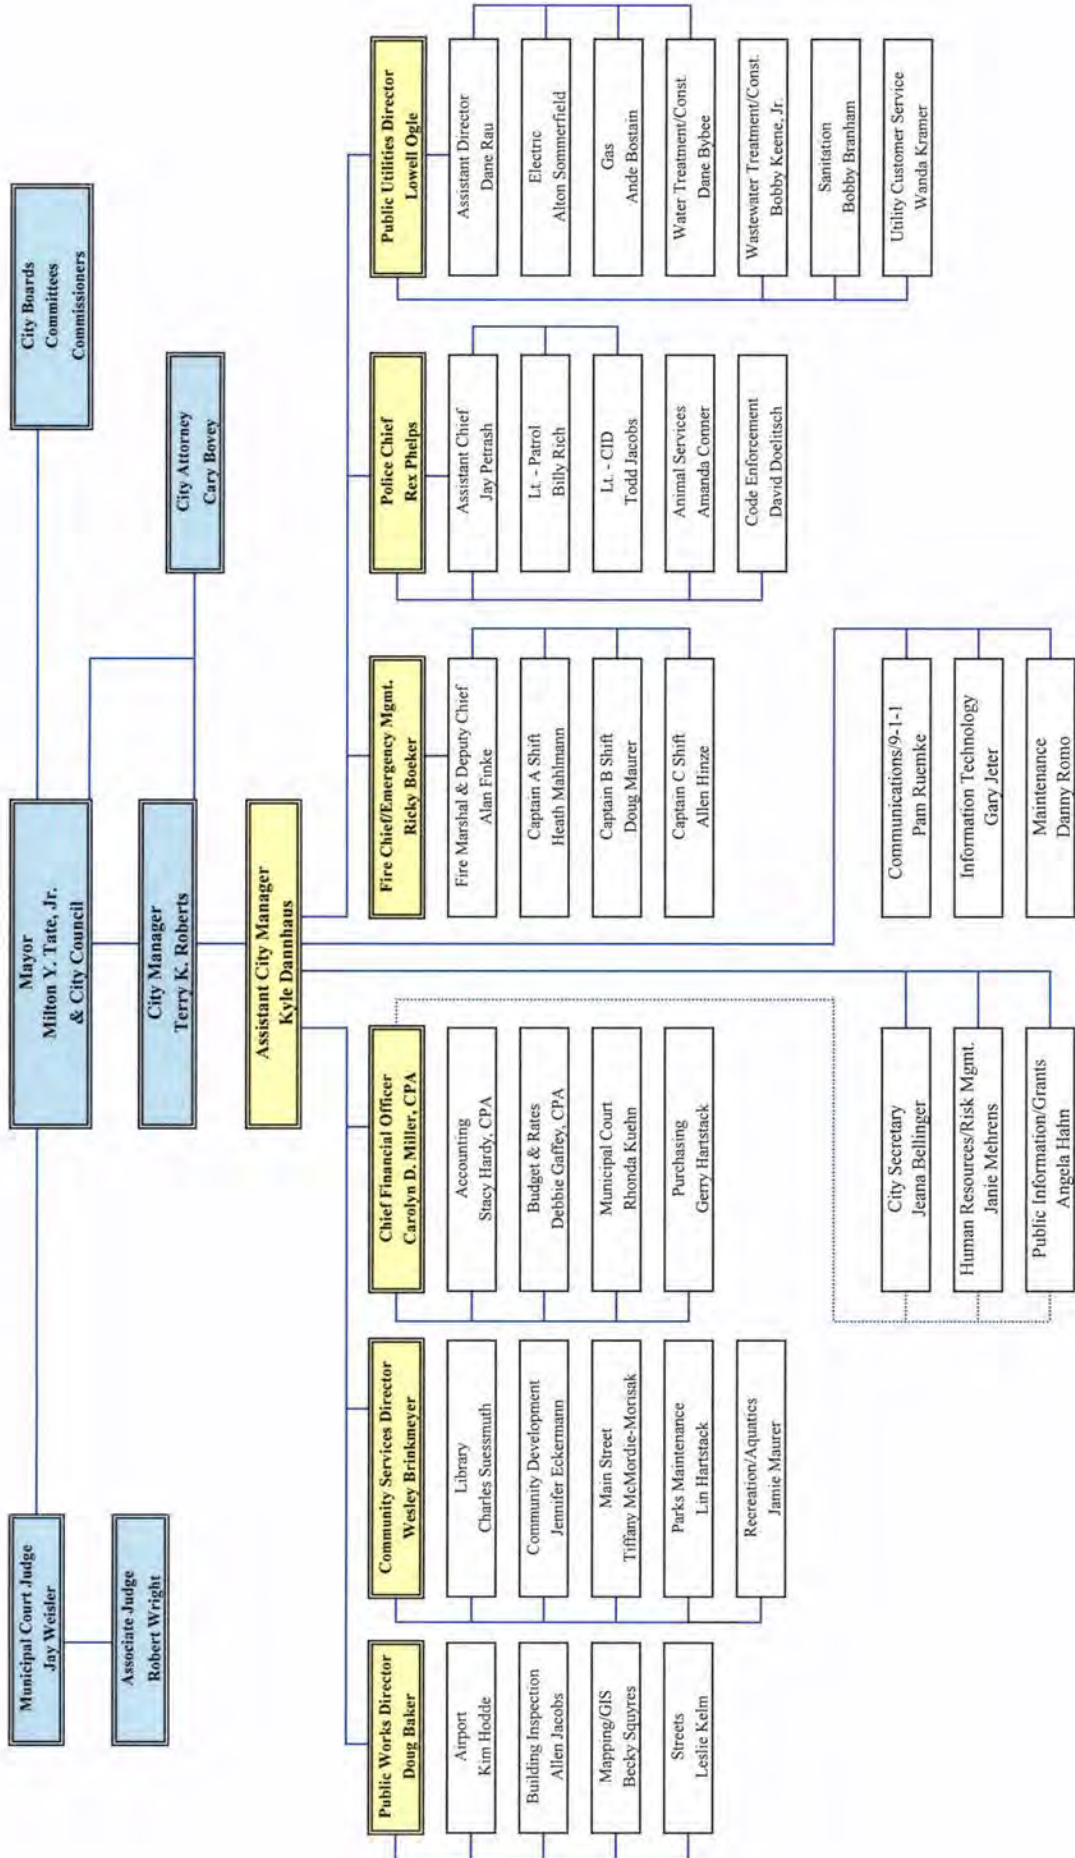 Mayor
Milton Y. Tate, Jr.
& City Council
Municipal Court Judge
Jay Weisler
Associate Judge
Robert Wright
City Boards
Committees
Commissioners
City Manager
Terry K. Roberts
City Attorney
Cary Bovey
Assistant City Manager
Kyle Dannhaus
Public Works Director
Doug Baker
Airport
Kim Hodde
Building Inspection
Allen Jacobs
Mapping/GIS
Becky Squyres
Streets
Leslie Kelm
Community Services Director
Wesley Brinkmeyer
Library
Charles Suessmuth
Community Development
Jennifer Eckermann
Main Street
Tiffany McMordie-Morisak
Parks Maintenance
Lin Hartstack
Recreation/Aquatics
Jamie Maurer
Chief Financial Officer
Carolyn D. Miller, CPA
Accounting
Stacy Hardy, CPA
Budget & Rates
Debbie Gaffey, CPA
Municipal Court
Rhonda Kuehn
Purchasing
Gerry Hartstack
Fire Chief/Emergency Mgmt.
Ricky Boeker
Fire Marshal & Deputy Chief
Alan Finke
Captain A Shift
Heath Mahlmann
Captain B Shift
Doug Maurer
Captain C Shift
Allen Hinze
Police Chief
Rex Phelps
Assistant Chief
Jay Petrash
Lt. - Patrol
Billy Rich
Lt. - CID
Todd Jacobs
Animal Services
Amanda Conner
Code Enforcement
David Doelitsch
Public Utilities Director
Lowell Ogle
Assistant Director
Dane Rau
Electric
Alton Sommerfield
Gas
Ande Bostain
Water Treatment/Const.
Dane Bybee
Wastewater Treatment/Const.
Bobby Keene, Jr.
Sanitation
Bobby Branham
Utility Customer Service
Wanda Kramer
City Secretary
Jeana Bellinger
Human Resources/Risk Mgmt.
Janie Mehrens
Public Information/Grants
Angela Hahn
Communications/9-1-1
Pam Ruemke
Information Technology
Gary Jeter
Maintenance
Danny Romo